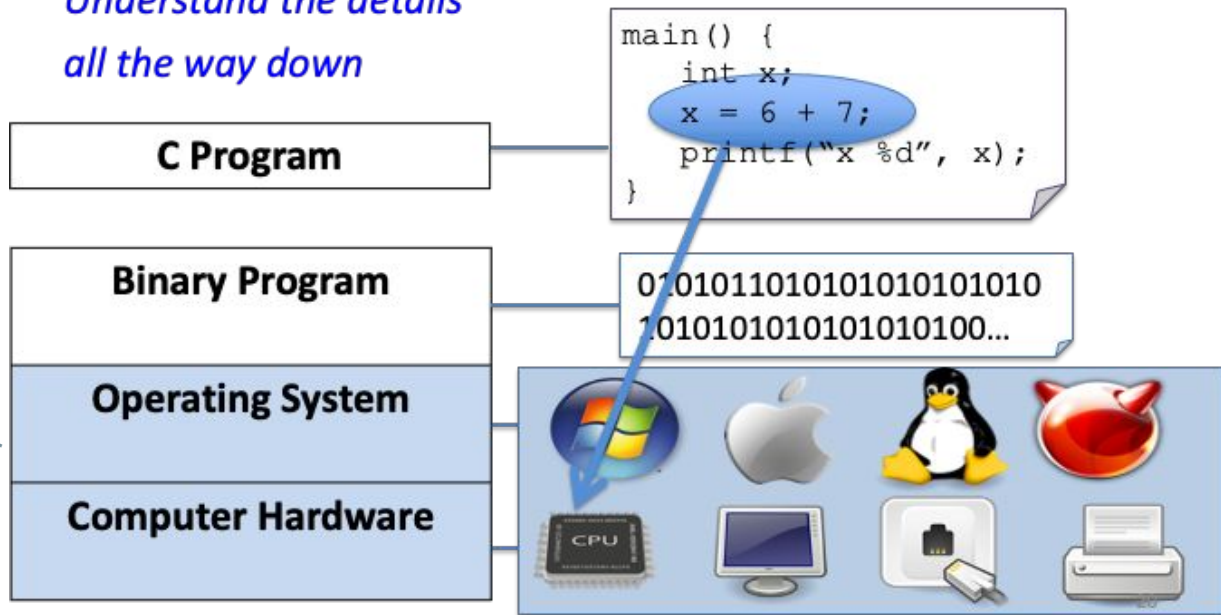 Understand the details
all the way down
main() {
int x;
x = 6 + 7;
printf(“x %d”, x);
}
C Program
Binary Program
0101011010101010101010
1010101010101010100...
Operating System
Computer Hardware
CPU